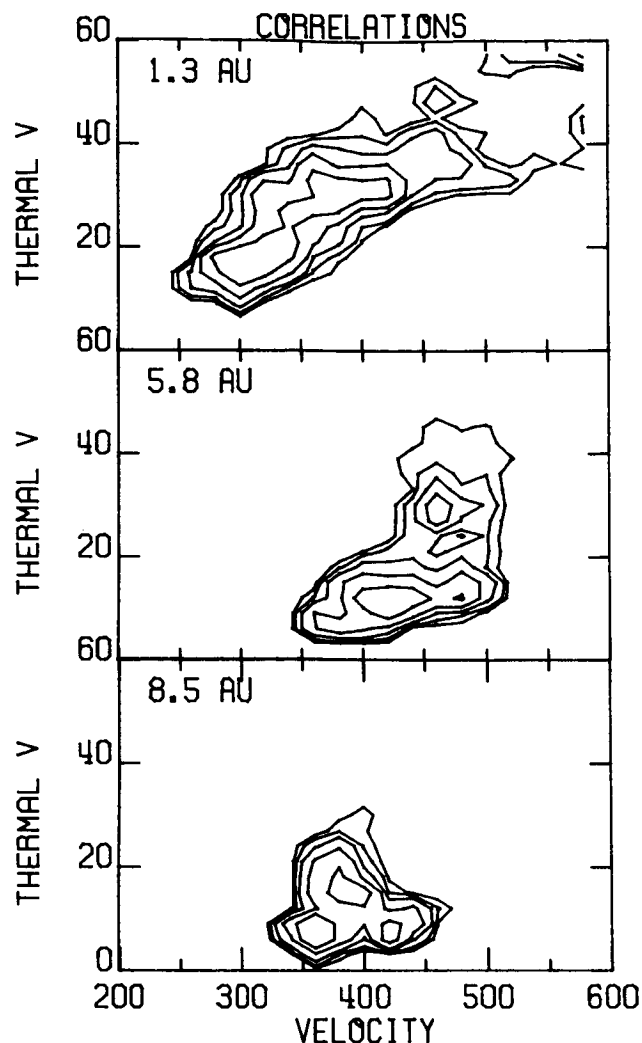 CORRELATIONS
60
1.3 AU
40
THERMAL V
20
60
5.8 AU
40
THERMAL V
20
60
8.5 AU
40
THERMAL V
20
0
200 300 400 500 600
VELOCITY